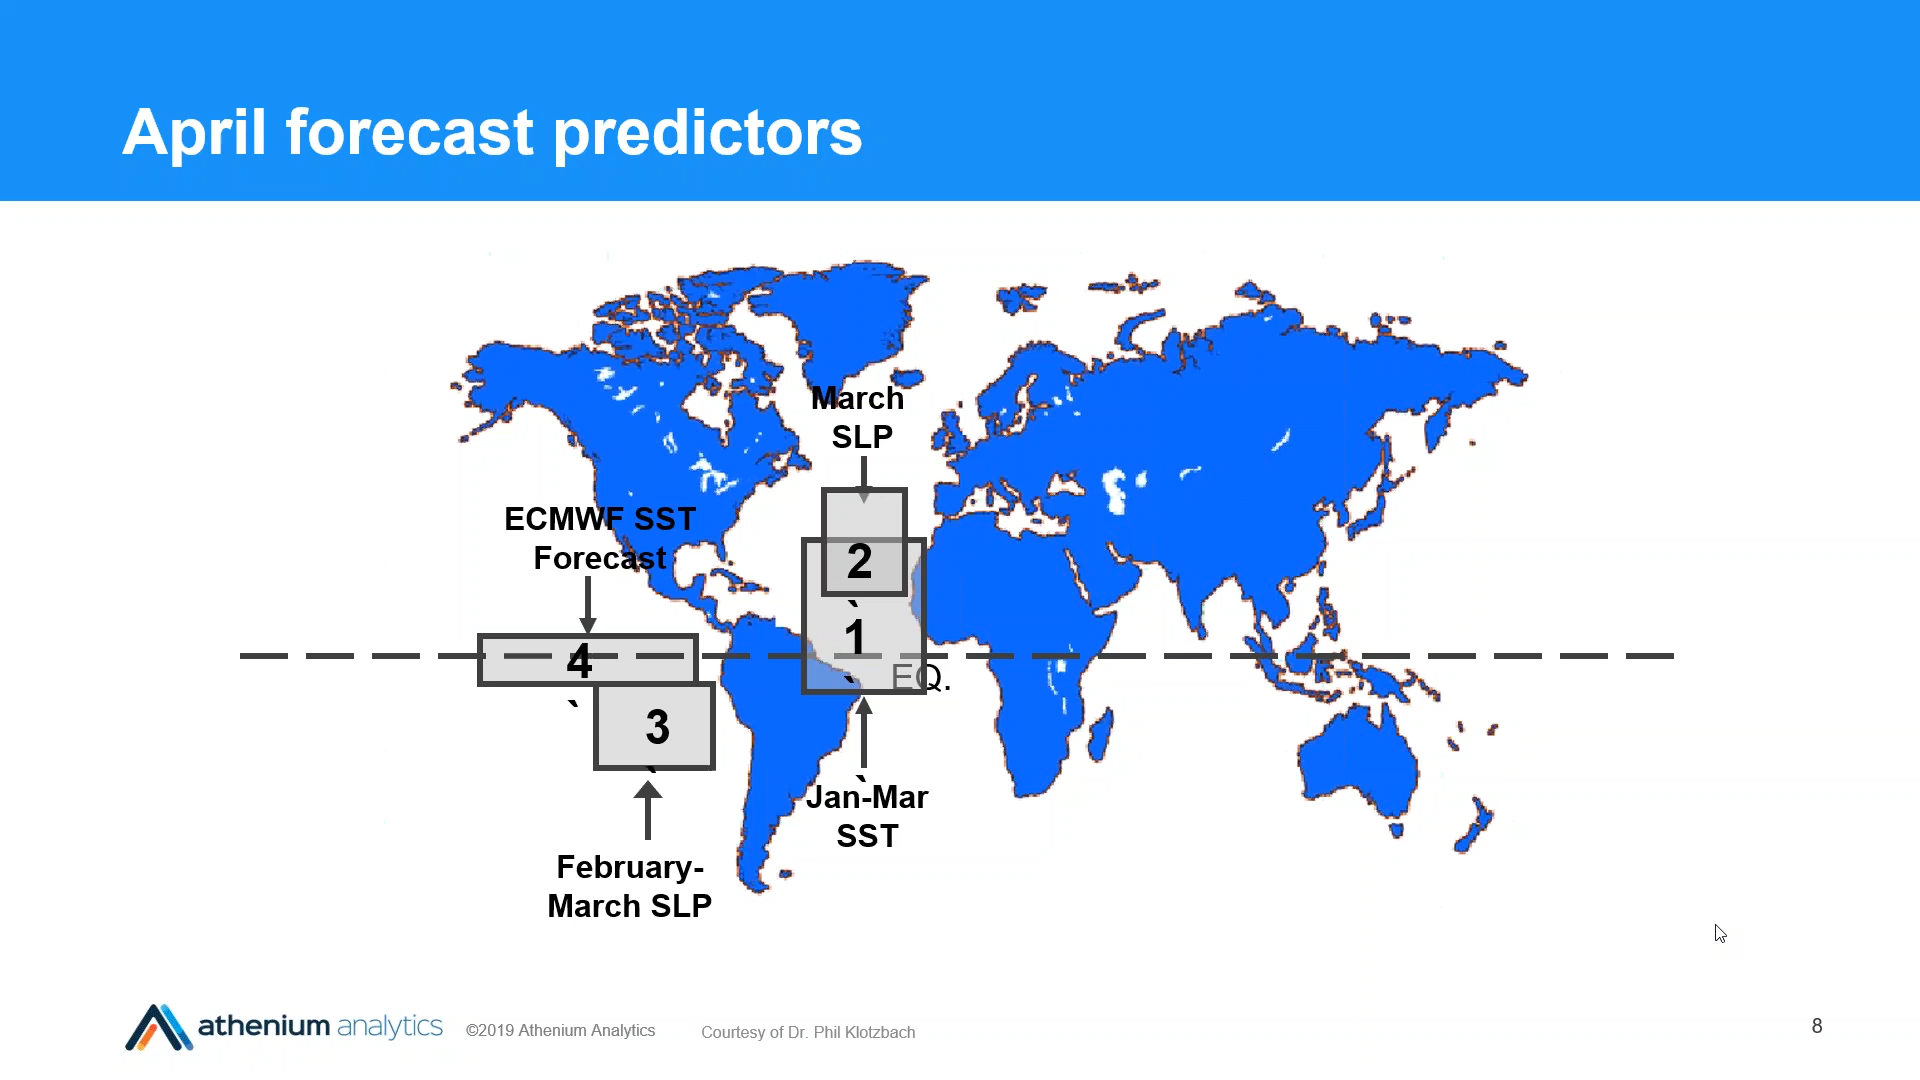 April forecast predictors
March
SLP
ECMWF SST
Forecast
2
`
1
`
4
`
EQ.
3
`
`
Jan-Mar
SST
February-
March SLP
athenium analytics
©2019 Athenium Analytics
Courtesy of Dr. Phil Klotzbach
8